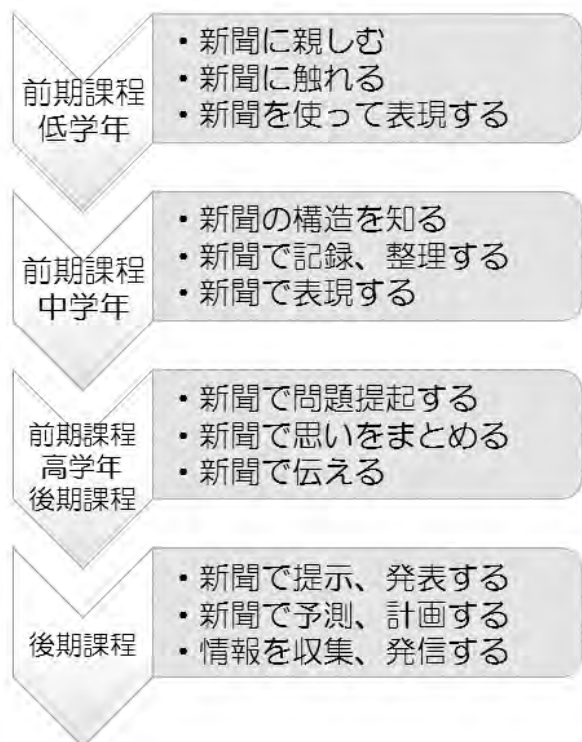 前期課程
低学年
・新聞に親しむ
・新聞に触れる
・新聞を使って表現する
前期課程
中学年
・新聞の構造を知る
・新聞で記録、整理する
・新聞で表現する
前期課程
高学年
後期課程
・新聞で問題提起する
・新聞で思いをまとめる
・新聞で伝える
後期課程
・新聞で提示、発表する
・新聞で予測、計画する
・情報を収集、発信する